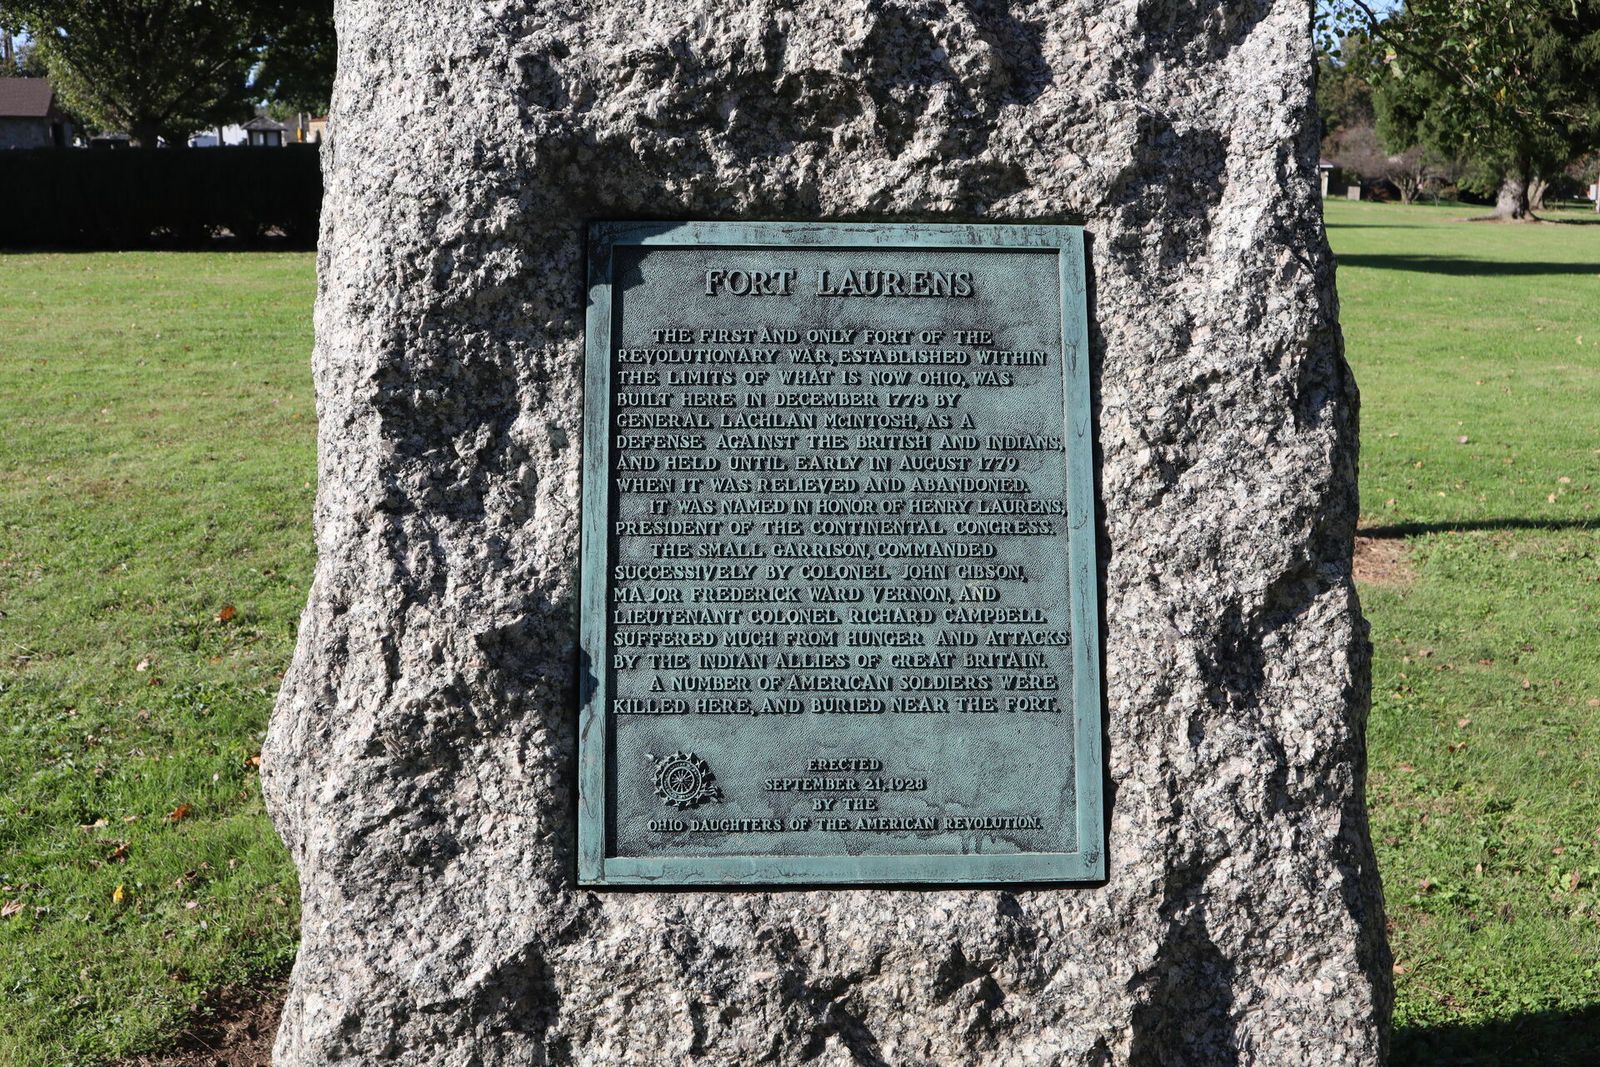 FORT LAURENS
THE FIRST AND ONLY FORT OF THE
REVOLUTIONARY WAR, ESTABLISHED WITHIN
THE LIMITS OF WHAT IS NOW OHIO, WAS
BUILT HERE IN DECEMBER 1778 BY
GENERAL LACHLAN MCINTOSH, AS A
DEFENSE AGAINST THE BRITISH AND INDIANS,
AND HELD UNTIL EARLY IN AUGUST 1779
WHEN IT WAS RELIEVED AND ABANDONED.
IT WAS NAMED IN HONOR OF HENRY LAURENS
PRESIDENT OF THE CONTINENTAL CONGRESS.
THE SMALL GARRISON, COMMANDED
SUCCESSIVELY BY COLONEL JOHN GIBSON,
MAJOR FREDERICK WARD VERNON, AND
LIEUTENANT COLONEL RICHARD CAMPBELL.
SUFFERED MUCH FROM HUNGER AND ATTACKS
BY THE INDIAN ALLIES OF GREAT BRITAIN.
A NUMBER OF AMERICAN SOLDIERS WERE
KILLED HERE, AND BURIED NEAR THE FORT.
ERECTED
SEPTEMBER 21, 1928
BY THE
OHIO DAUGHTERS OF THE AMERICAN REVOLUTION.